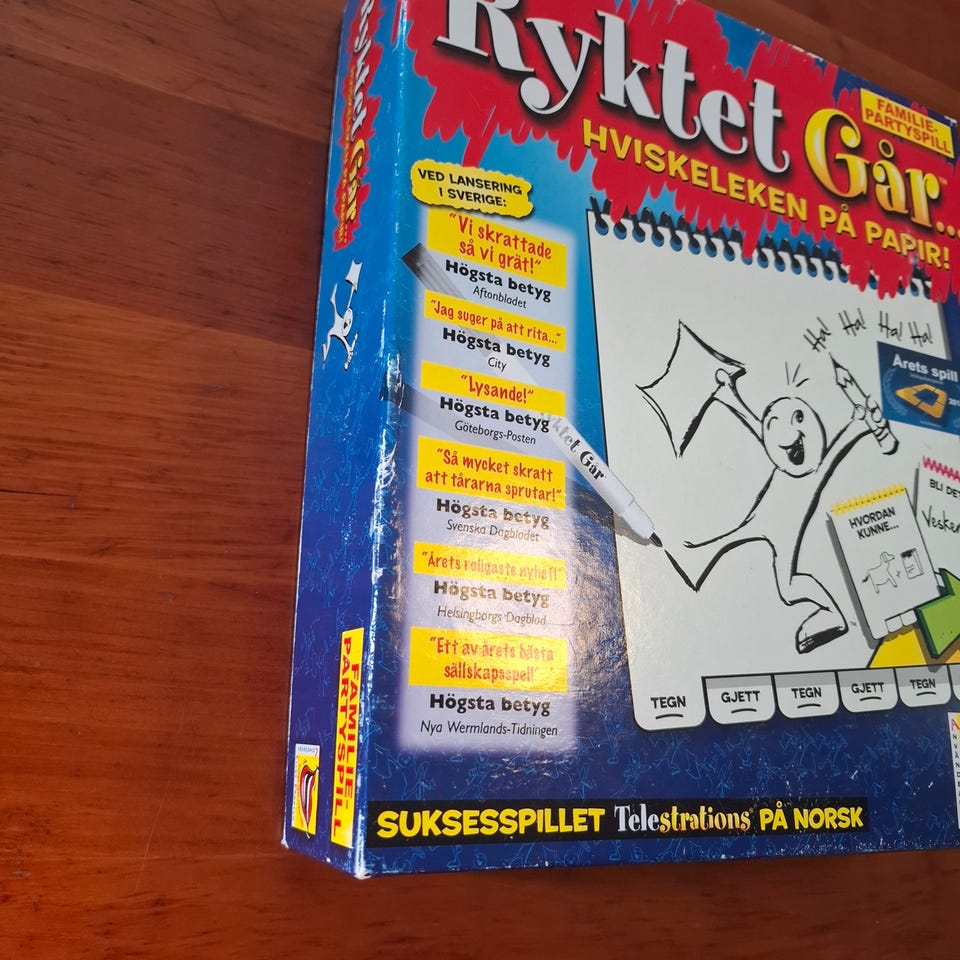 Ryktet Går...
FAMILIE-
PARTYSPILL
HVISKELEKEN PÅ PAPIR!
VED LANSERING
I SVERIGE:
"Vi skrattade
så vi grät!"
Högsta betyg
Aftonbladet
"Jag suger på att rita..."
Högsta betyg
City
"Lysande!"
Högsta betyg
Göteborgs-Posten
"Så mycket skratt
att tårarna sprutar!"
Högsta betyg
Svenska Dagbladet
"Årets roligaste nyhet!"
Högsta betyg
Helsingborgs Dagblad
"Ett av årets bästa
sällskapsspel!"
Högsta betyg
Nya Wermlands-Tidningen
Ryktet Går
Ha! Ha! Ha! Ha!
Årets spill
HVORDAN
KUNNE...
BLI DET
TEGN GJETT TEGN GJETT TEGN
SUKSESSPILLET Telestrations® PÅ NORSK
Ryktet Går
FAMILIE-
PARTYSPILL